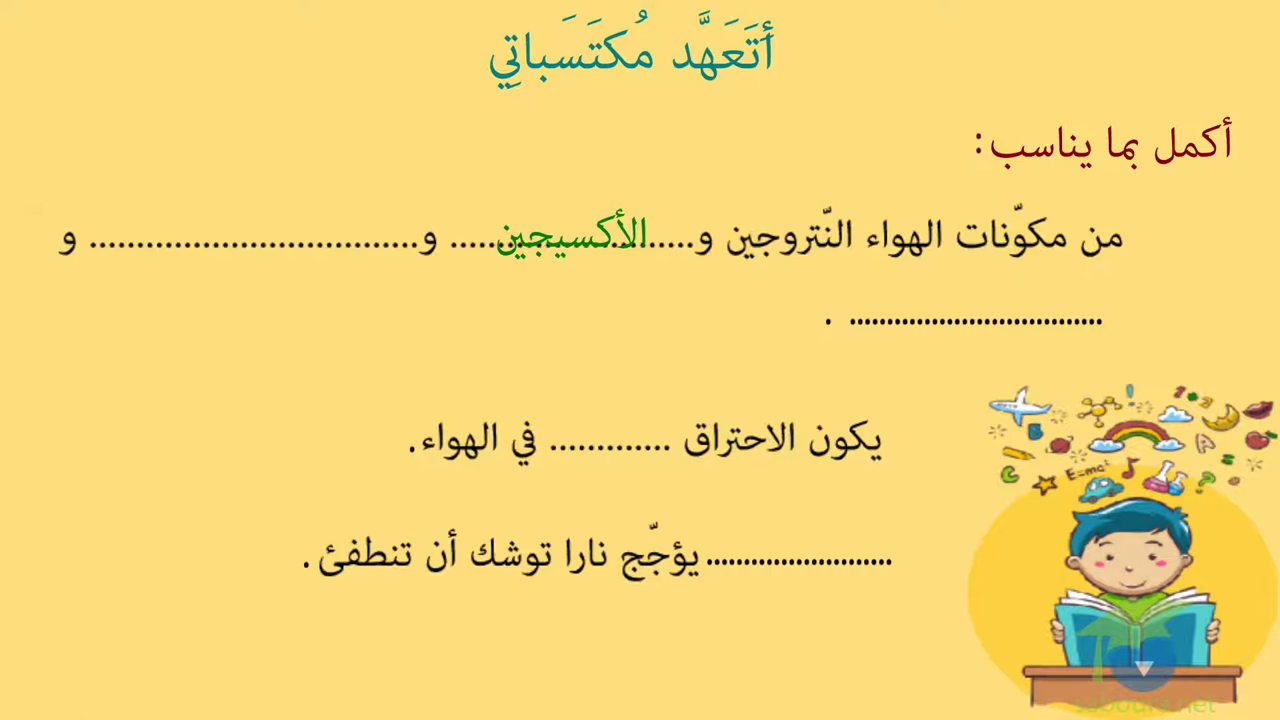 أَتَعَهَّد مُكتَسَباتِي
أكمل بما يناسب:
من مكوّنات الهواء النّتروجين و.....الأكسيجين..... و................................... و
.................................. .
يكون الاحتراق ............. في الهواء.
.........................يؤجّج نارا توشك أن تنطفئ.
E=mc²